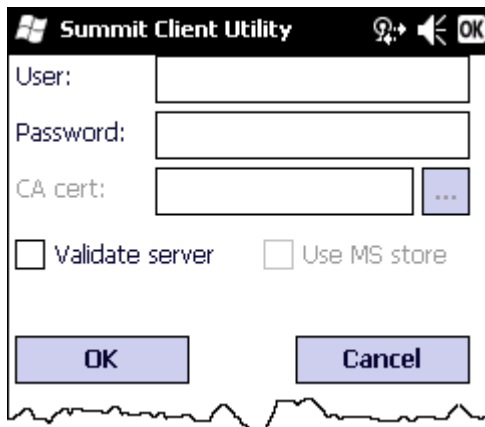 Summit Client Utility OK
User:
Password:
CA cert: ...
Validate server Use MS store
OK Cancel